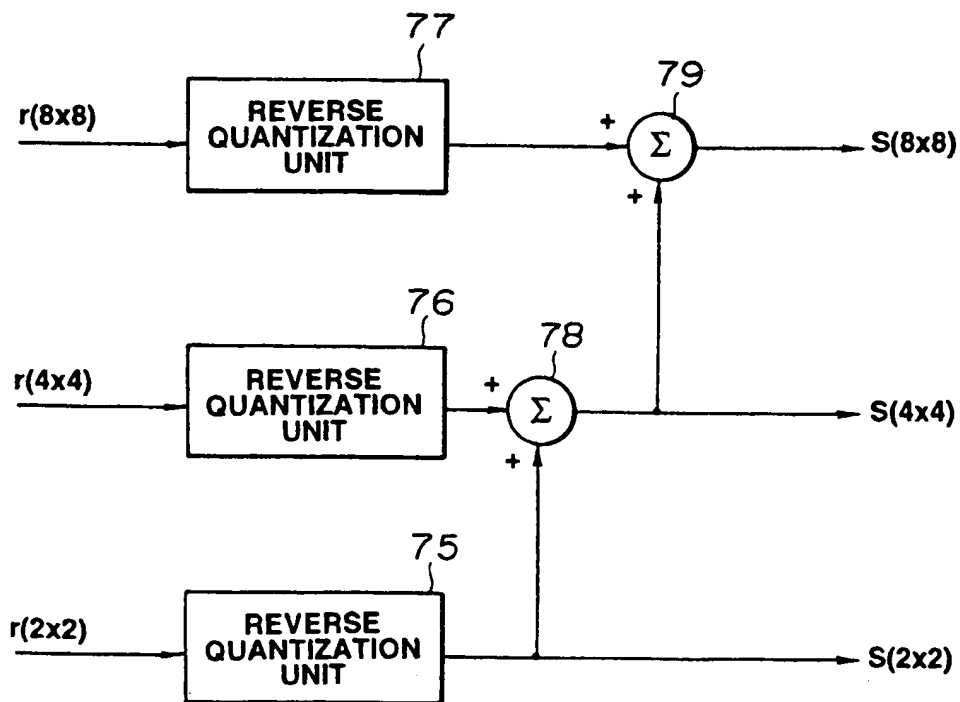 77
79
r(8x8)
REVERSE
QUANTIZATION
UNIT
+
Σ
S(8x8)
+
76
78
r(4x4)
REVERSE
QUANTIZATION
UNIT
+
Σ
S(4x4)
+
75
r(2x2)
REVERSE
QUANTIZATION
UNIT
S(2x2)